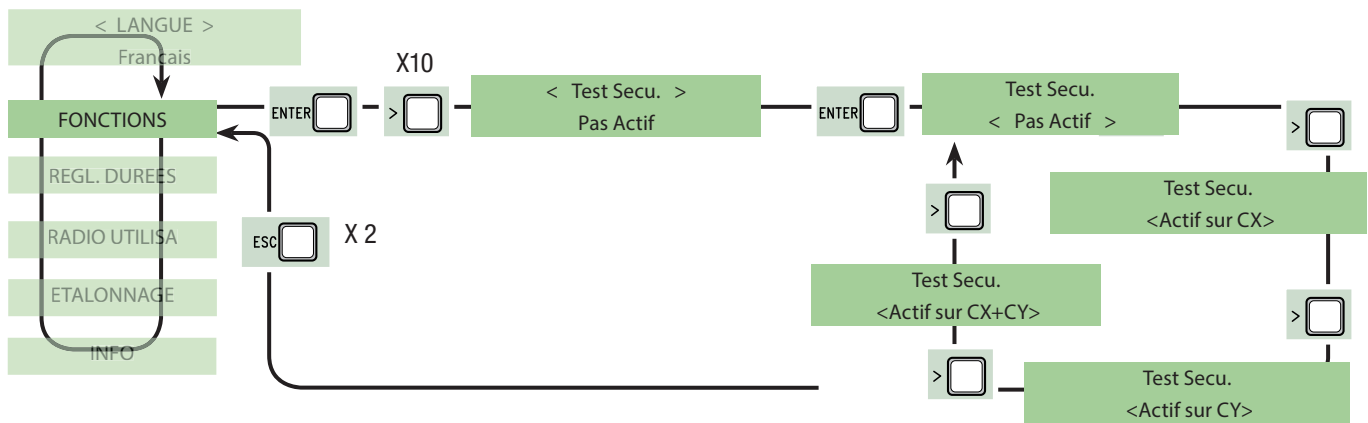 < LANGUE >
Francais
FONCTIONS
REGL. DUREES
RADIO UTILISA
ETALONNAGE
INFO
ENTER
X10
>
< Test Secu. >
Pas Actif
ENTER
Test Secu.
< Pas Actif >
>
Test Secu.
<Actif sur CX>
>
Test Secu.
<Actif sur CY>
>
Test Secu.
<Actif sur CX+CY>
>
ESC
X 2